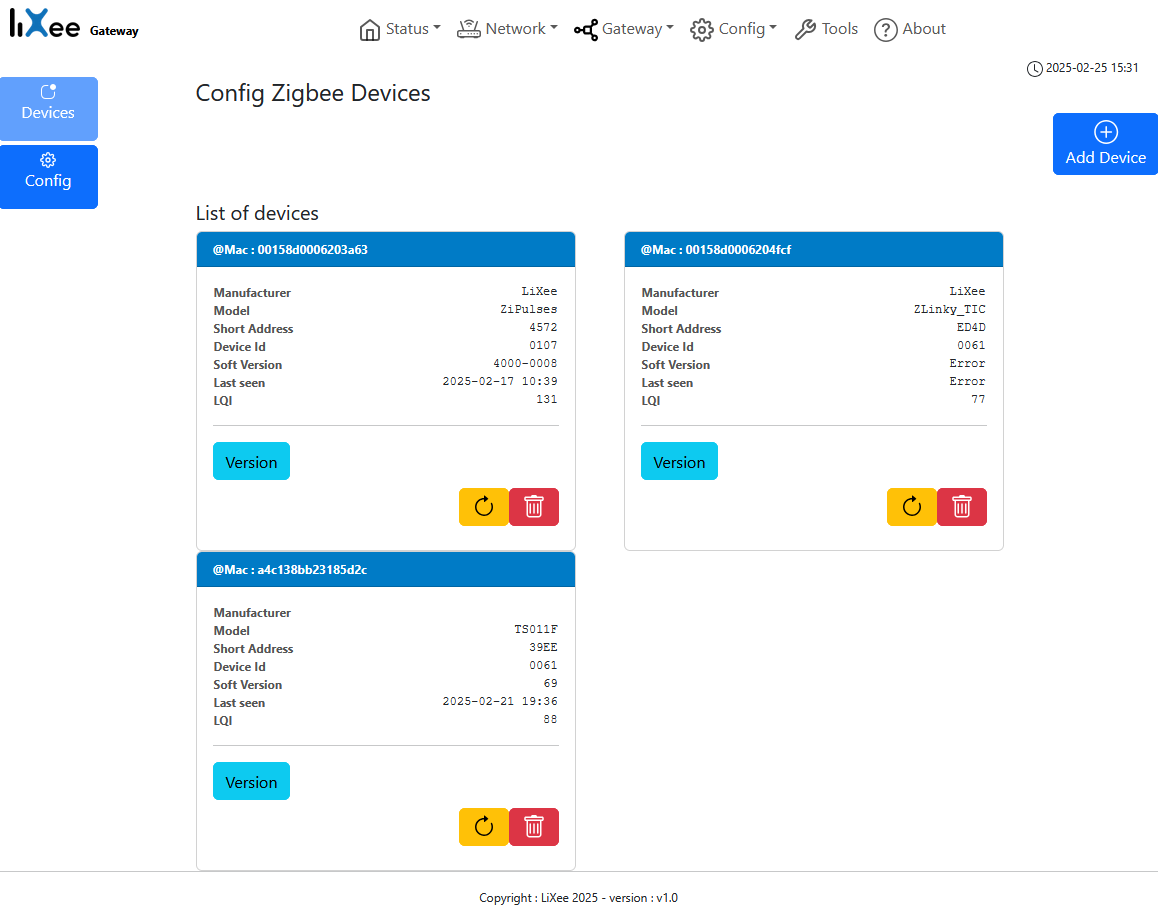 LiXee Gateway
Status Network Gateway Config Tools ? About
2025-02-25 15:31
Devices
Config
Config Zigbee Devices
Add Device
List of devices
@Mac : 00158d0006203a63
Manufacturer LiXee
Model ZiPulses
Short Address 4572
Device Id 0107
Soft Version 4000-0008
Last seen 2025-02-17 10:39
LQI 131
Version
@Mac : 00158d0006204fcf
Manufacturer LiXee
Model ZLinky_TIC
Short Address ED4D
Device Id 0061
Soft Version Error
Last seen Error
LQI 77
Version
@Mac : a4c138bb23185d2c
Manufacturer
Model TS011F
Short Address 39EE
Device Id 0061
Soft Version 69
Last seen 2025-02-21 19:36
LQI 88
Version
Copyright : LiXee 2025 - version : v1.0